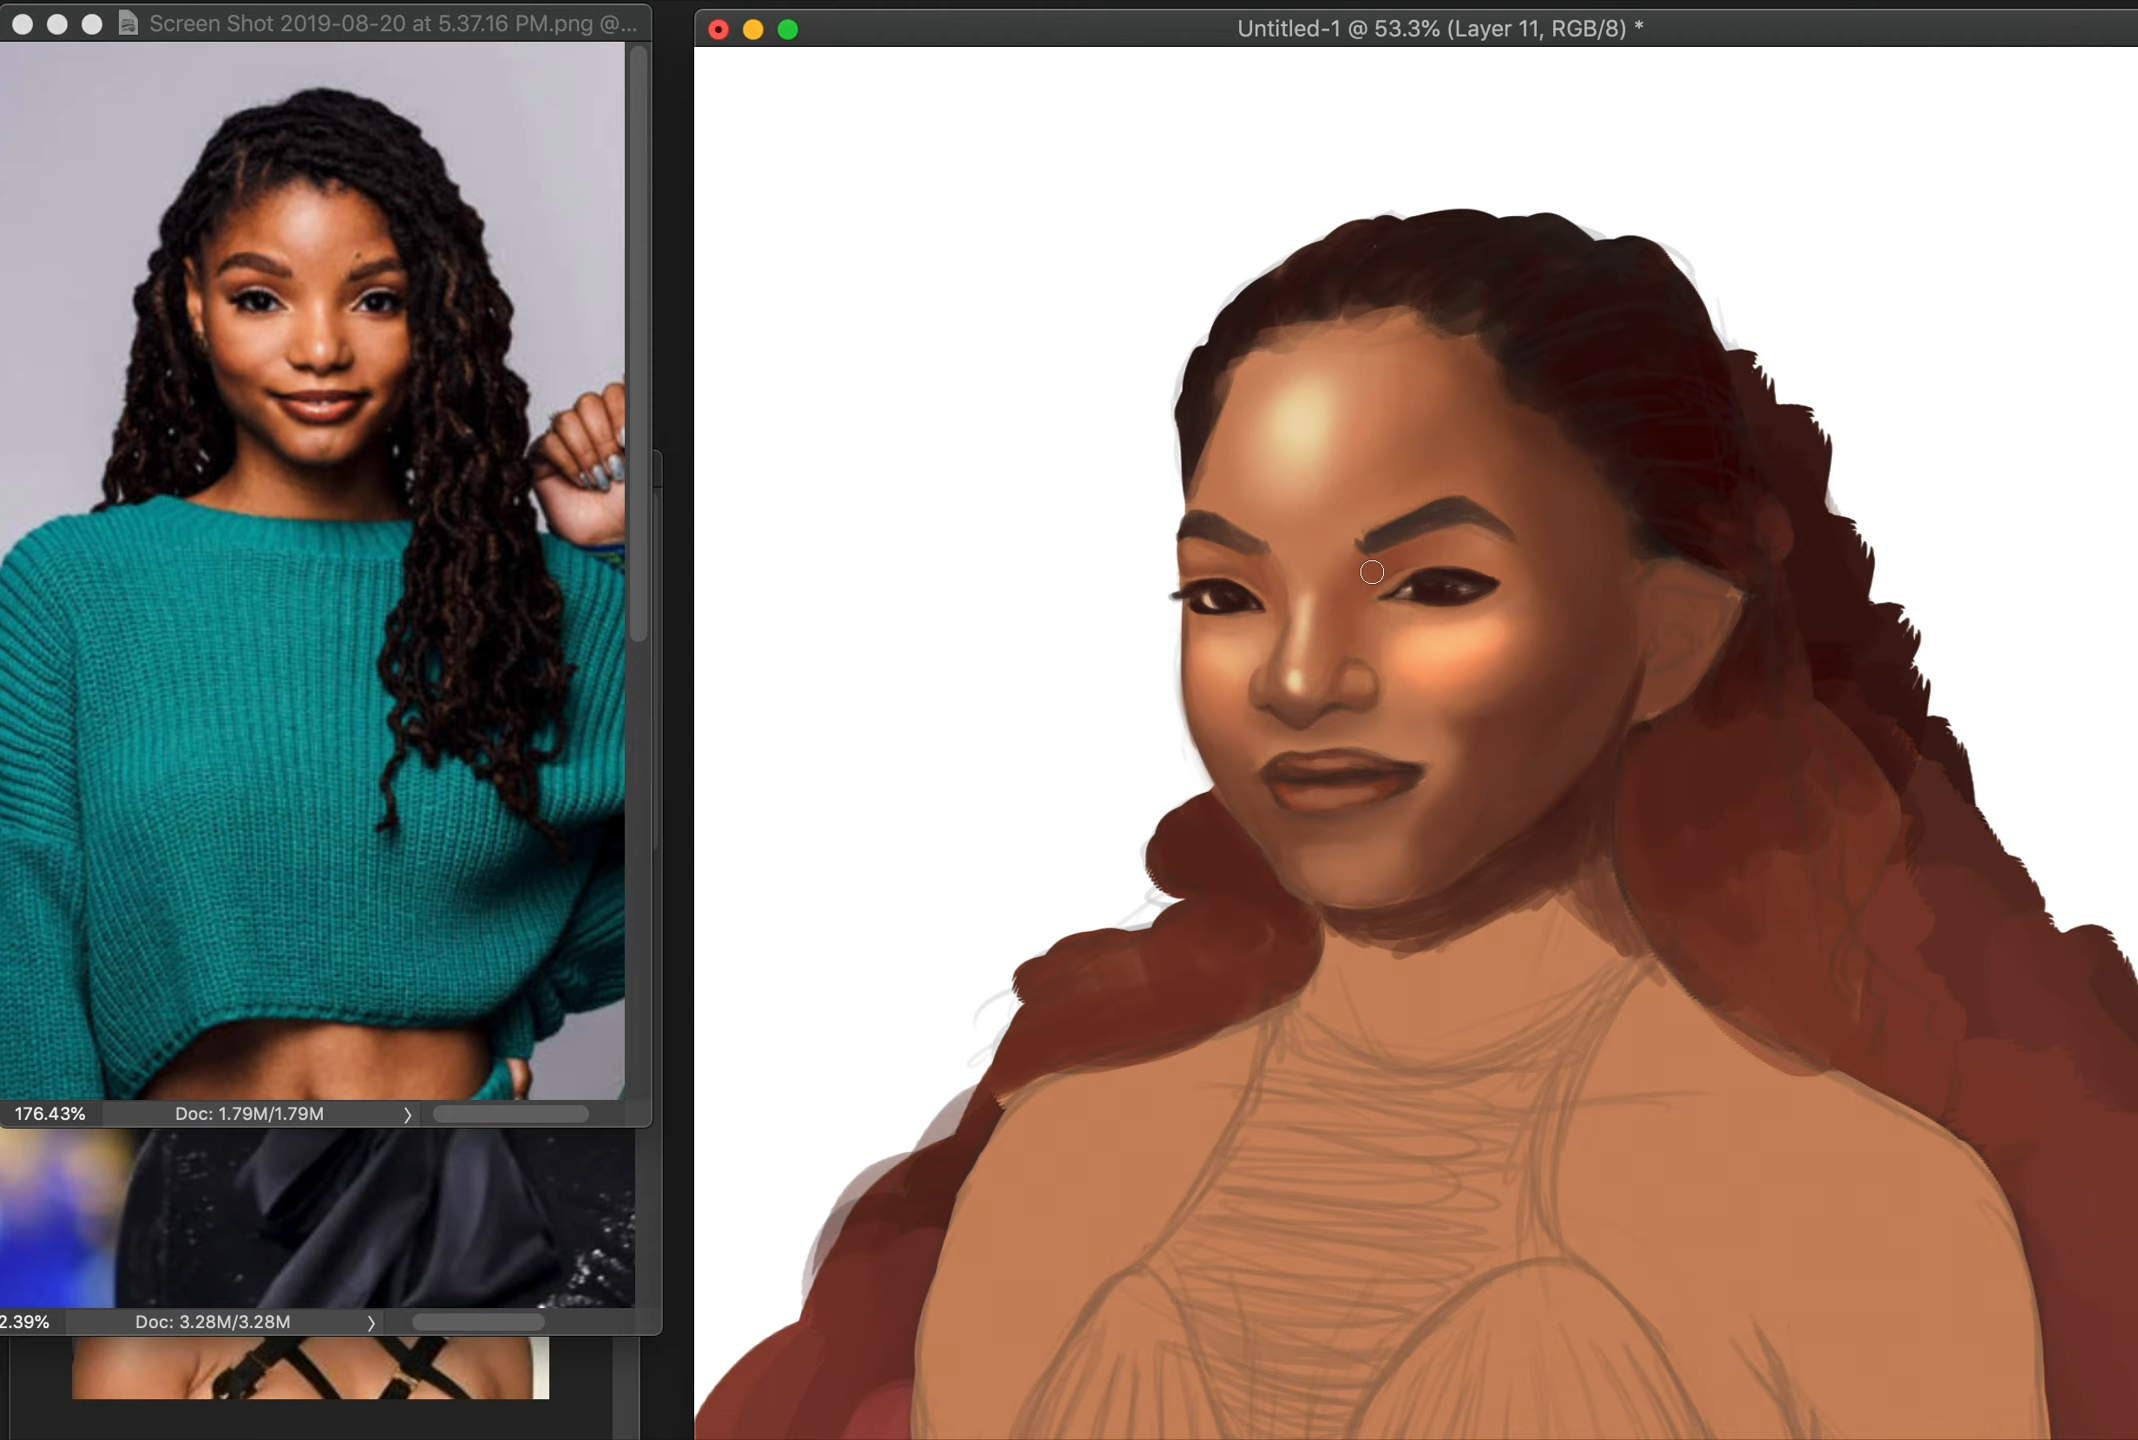 Screen Shot 2019-08-20 at 5.37.16 PM.png @...
Untitled-1 @ 53.3% (Layer 11, RGB/8) *
176.43%
Doc: 1.79M/1.79M
2.39%
Doc: 3.28M/3.28M